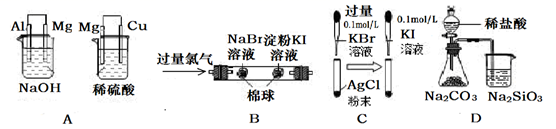 Al Mg Mg Cu
NaOH 稀硫酸
A
过量氯气
NaBr 淀粉KI
溶液 溶液
棉球
B
过量
0.1mol/L
KBr
溶液
AgCl
粉末
0.1mol/L
KI
溶液
C
稀盐酸
Na2CO3 Na2SiO3
D